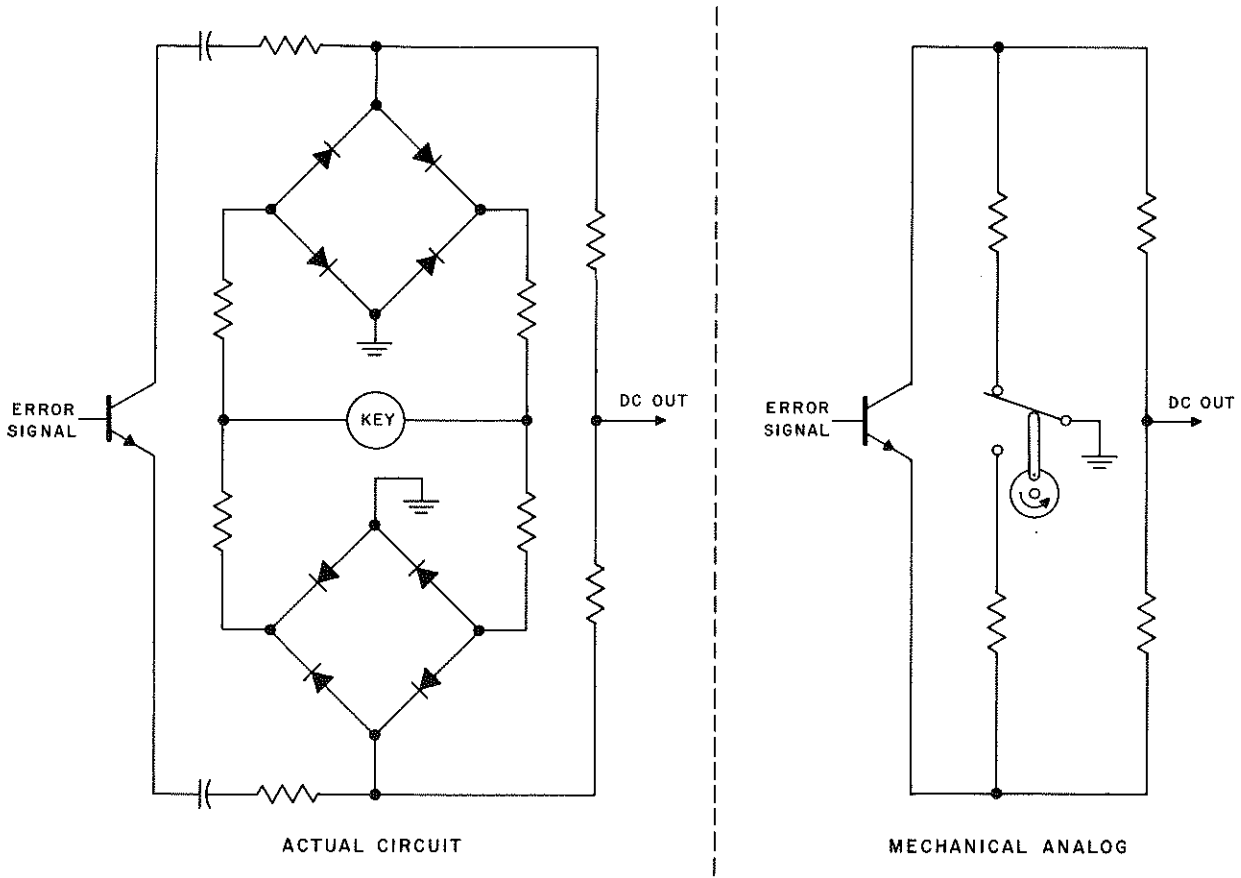 ERROR
SIGNAL
KEY
DC OUT
ACTUAL CIRCUIT
ERROR
SIGNAL
DC OUT
MECHANICAL ANALOG